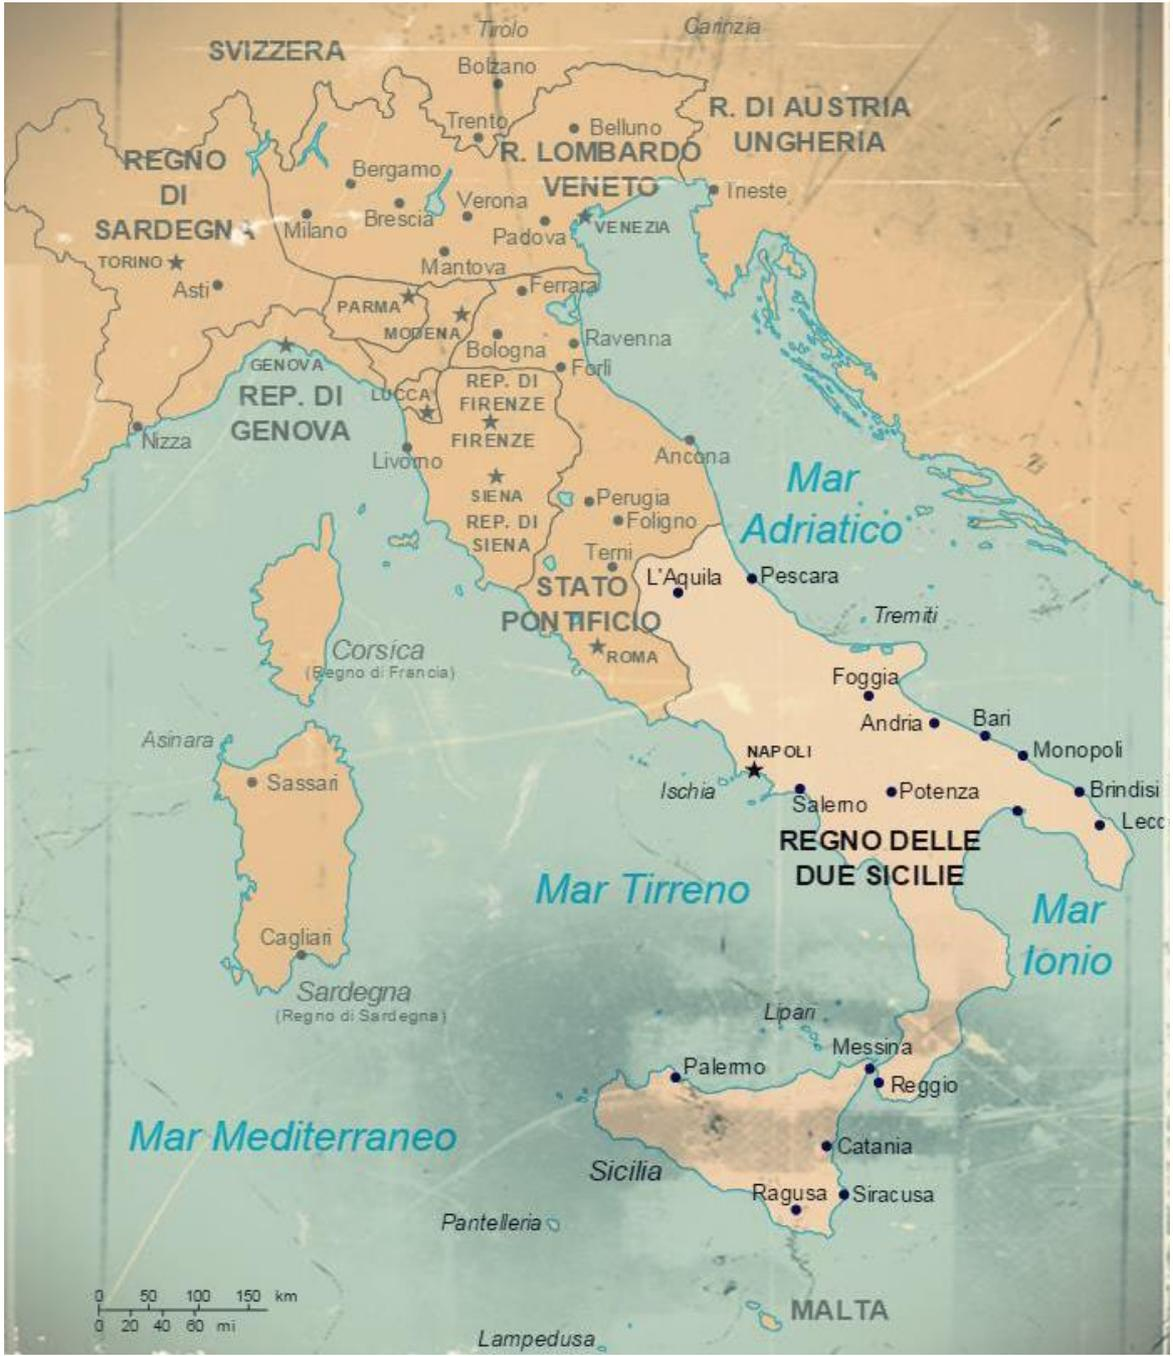 Tirolo
Carinzia
SVIZZERA
Bolzano
R. DI AUSTRIA
UNGHERIA
Trento
Belluno
R. LOMBARDO
VENETO
REGNO
DI
SARDEGNA
Bergamo
Trieste
Verona
Brescia
Milano
Padova
VENEZIA
TORINO
Mantova
Asti
Ferrara
PARMA
MODENA
Bologna
Ravenna
GENOVA
Forli
REP. DI
GENOVA
LUCCA
REP. DI
FIRENZE
FIRENZE
Nizza
Livorno
Ancona
Mar
Adriatico
SIENA
REP. DI
SIENA
Perugia
Foligno
Terni
L'Aquila
Pescara
STATO
PONTIFICIO
ROMA
Tremiti
Corsica
(Regno di Francia)
Foggia
Andria
Bari
Asinara
NAPOLI
Monopoli
Sassari
Ischia
Salerno
Potenza
Brindisi
Lecc
REGNO DELLE
DUE SICILIE
Mar Tirreno
Mar
Ionio
Cagliari
Sardegna
(Regno di Sardegna)
Lipari
Messina
Palermo
Reggio
Mar Mediterraneo
Catania
Sicilia
Ragusa
Siracusa
Pantelleria
0 50 100 150 km
0 20 40 60 mi
MALTA
Lampedusa